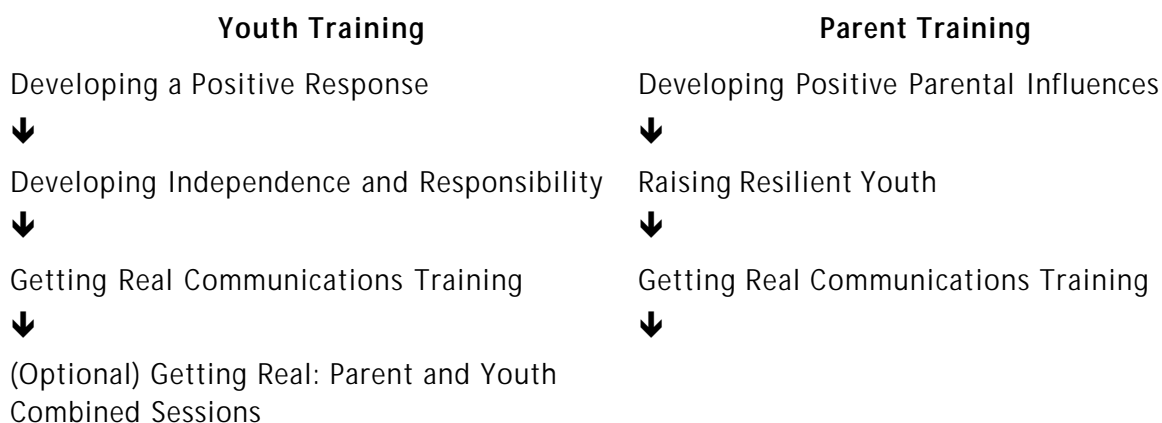 Youth Training
Parent Training
Developing a Positive Response
Developing Positive Parental Influences
🡫
🡫
Developing Independence and Responsibility
Raising Resilient Youth
🡫
🡫
Getting Real Communications Training
Getting Real Communications Training
🡫
🡫
(Optional) Getting Real: Parent and Youth
Combined Sessions